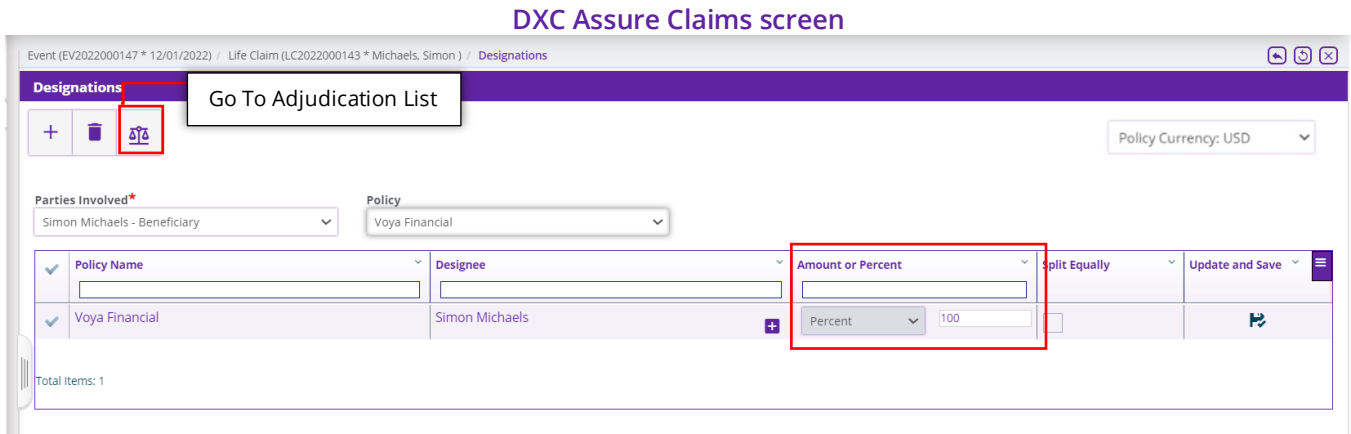 DXC Assure Claims screen
Event (EV2022000147 * 12/01/2022) / Life Claim (LC2022000143 * Michaels, Simon ) / Designations
Designations
Go To Adjudication List
Policy Currency: USD
Parties Involved* Policy
Simon Michaels - Beneficiary Voya Financial
Policy Name Designee Amount or Percent Split Equally Update and Save
Voya Financial Simon Michaels Percent 100
Total Items: 1